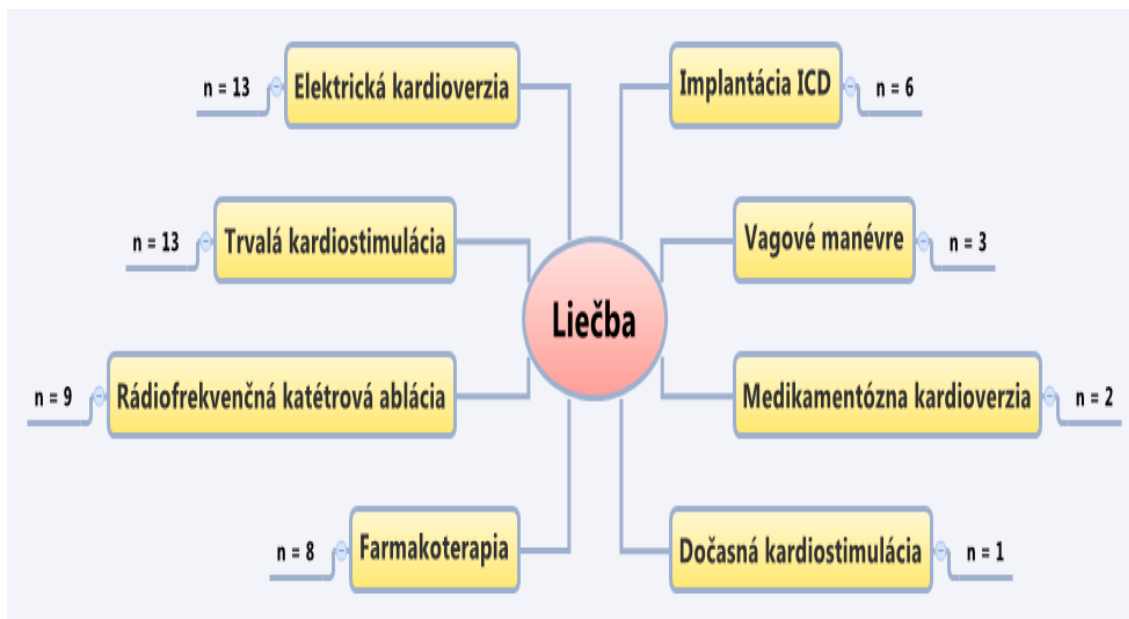 Elektrická kardioverzia
n = 13
Trvalá kardiostimulácia
n = 13
Rádiofrekvenčná katétrová ablácia
n = 9
Farmakoterapia
n = 8
Liečba
Implantácia ICD
n = 6
Vagové manévre
n = 3
Medikamentózna kardioverzia
n = 2
Dočasná kardiostimulácia
n = 1